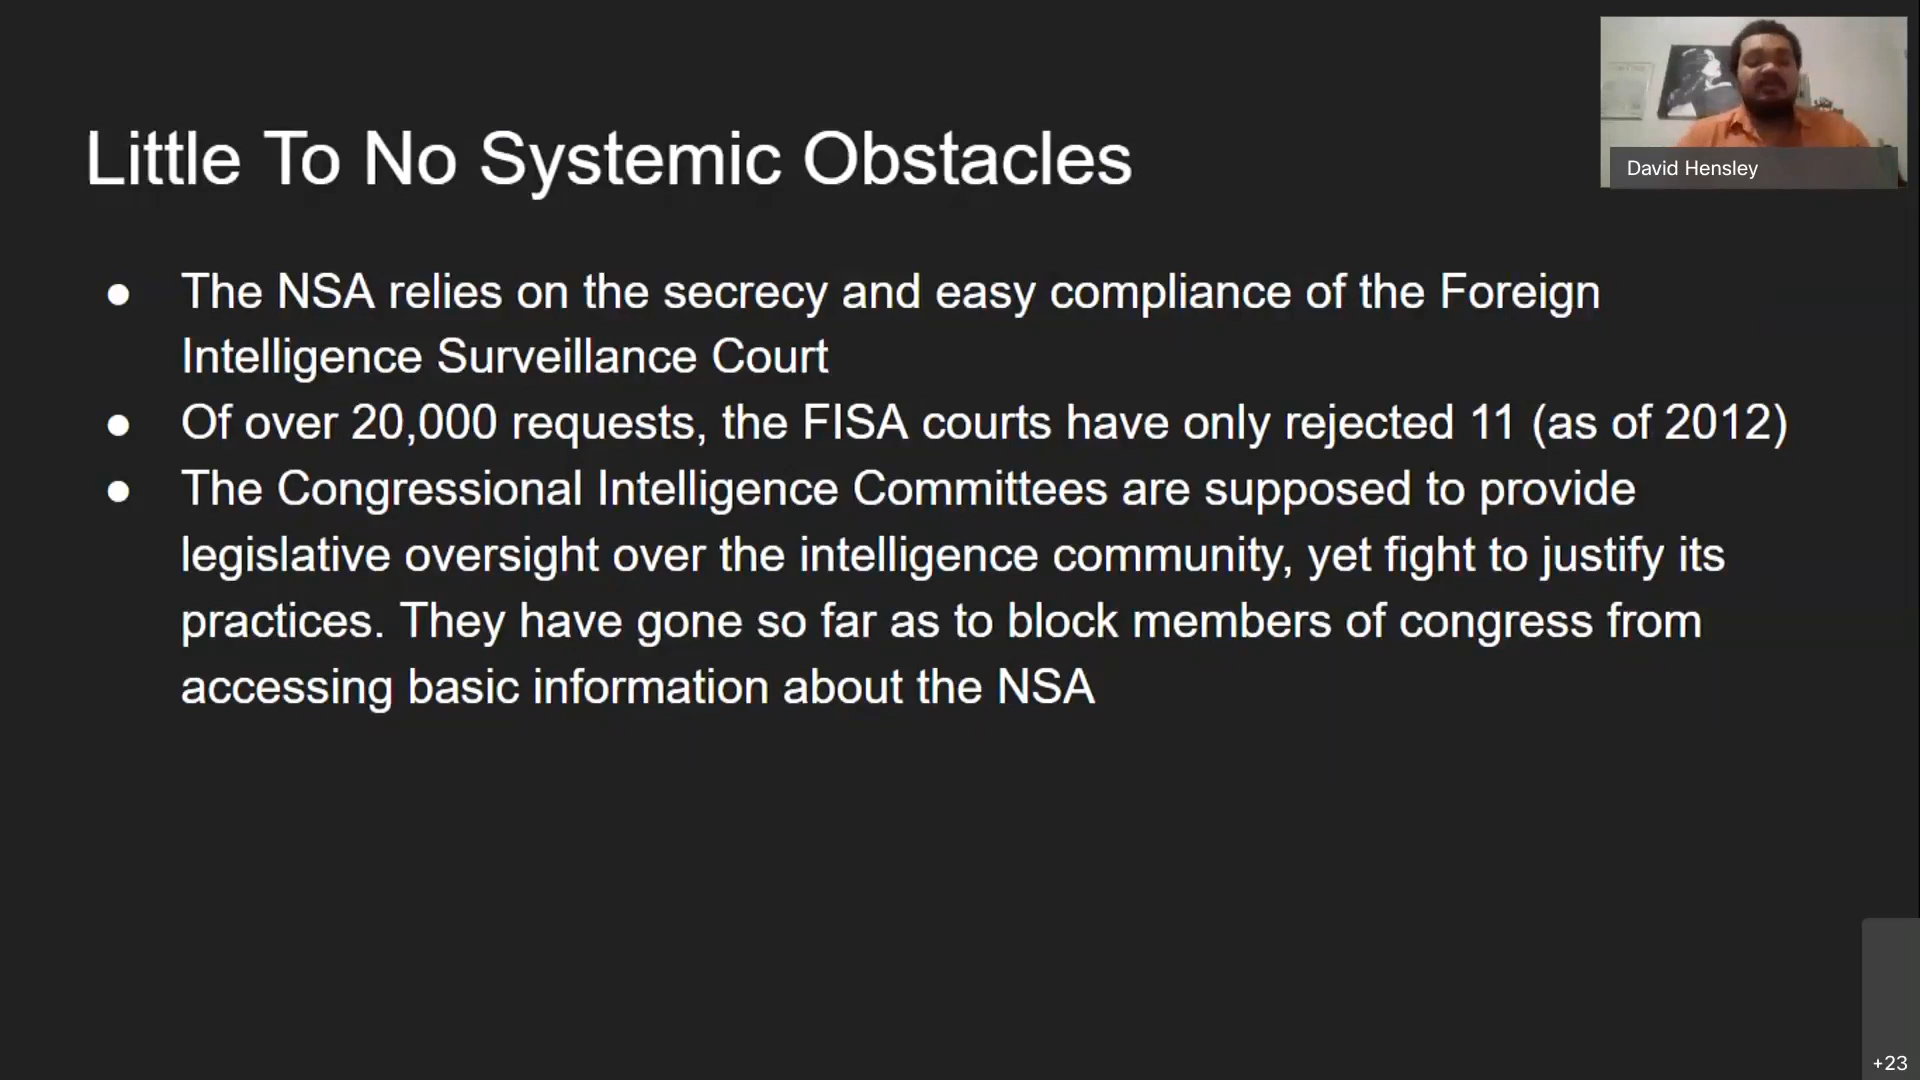 Little To No Systemic Obstacles
● The NSA relies on the secrecy and easy compliance of the Foreign
Intelligence Surveillance Court
● Of over 20,000 requests, the FISA courts have only rejected 11 (as of 2012)
● The Congressional Intelligence Committees are supposed to provide
legislative oversight over the intelligence community, yet fight to justify its
practices. They have gone so far as to block members of congress from
accessing basic information about the NSA
David Hensley
+23